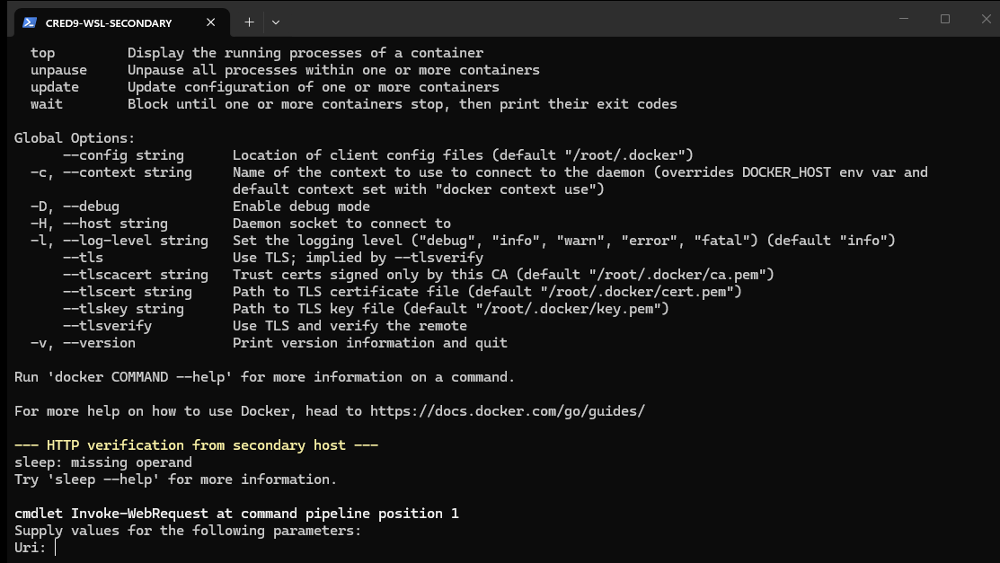 CRED9-WSL-SECONDARY
top         Display the running processes of a container
unpause     Unpause all processes within one or more containers
update      Update configuration of one or more containers
wait        Block until one or more containers stop, then print their exit codes
Global Options:
      --config string      Location of client config files (default "/root/.docker")
  -c, --context string     Name of the context to use to connect to the daemon (overrides DOCKER_HOST env var and
                           default context set with "docker context use")
  -D, --debug              Enable debug mode
  -H, --host string        Daemon socket to connect to
  -l, --log-level string   Set the logging level ("debug", "info", "warn", "error", "fatal") (default "info")
      --tls                Use TLS; implied by --tlsverify
      --tlscacert string   Trust certs signed only by this CA (default "/root/.docker/ca.pem")
      --tlscert string     Path to TLS certificate file (default "/root/.docker/cert.pem")
      --tlskey string      Path to TLS key file (default "/root/.docker/key.pem")
      --tlsverify          Use TLS and verify the remote
  -v, --version            Print version information and quit
Run 'docker COMMAND --help' for more information on a command.
For more help on how to use Docker, head to https://docs.docker.com/go/guides/
--- HTTP verification from secondary host ---
sleep: missing operand
Try 'sleep --help' for more information.
cmdlet Invoke-WebRequest at command pipeline position 1
Supply values for the following parameters:
Uri: